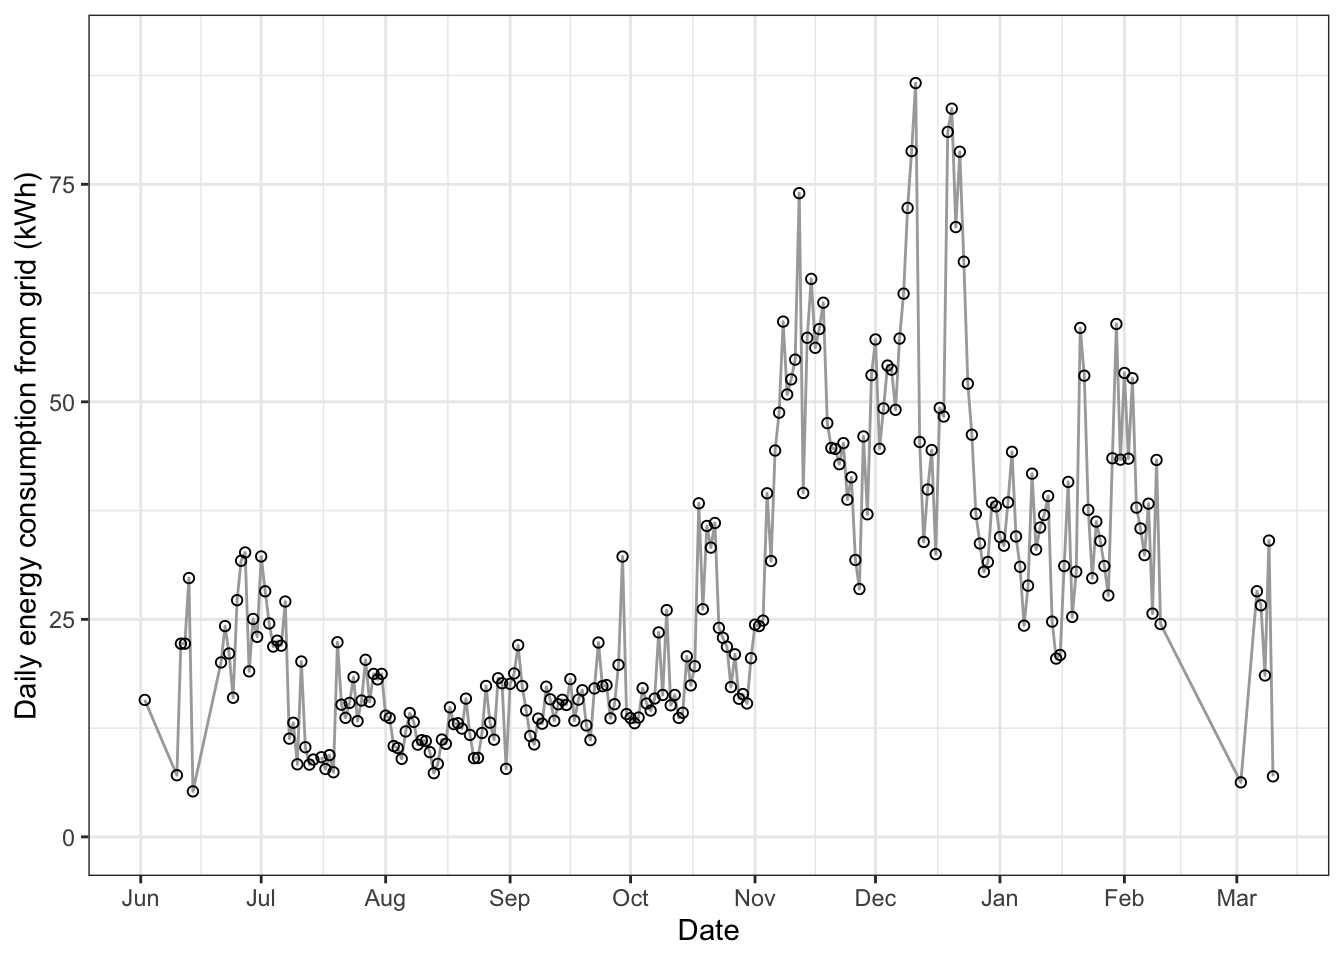 Daily energy consumption from grid (kWh)
75
50
25
0
Jun Jul Aug Sep Oct Nov Dec Jan Feb Mar
Date